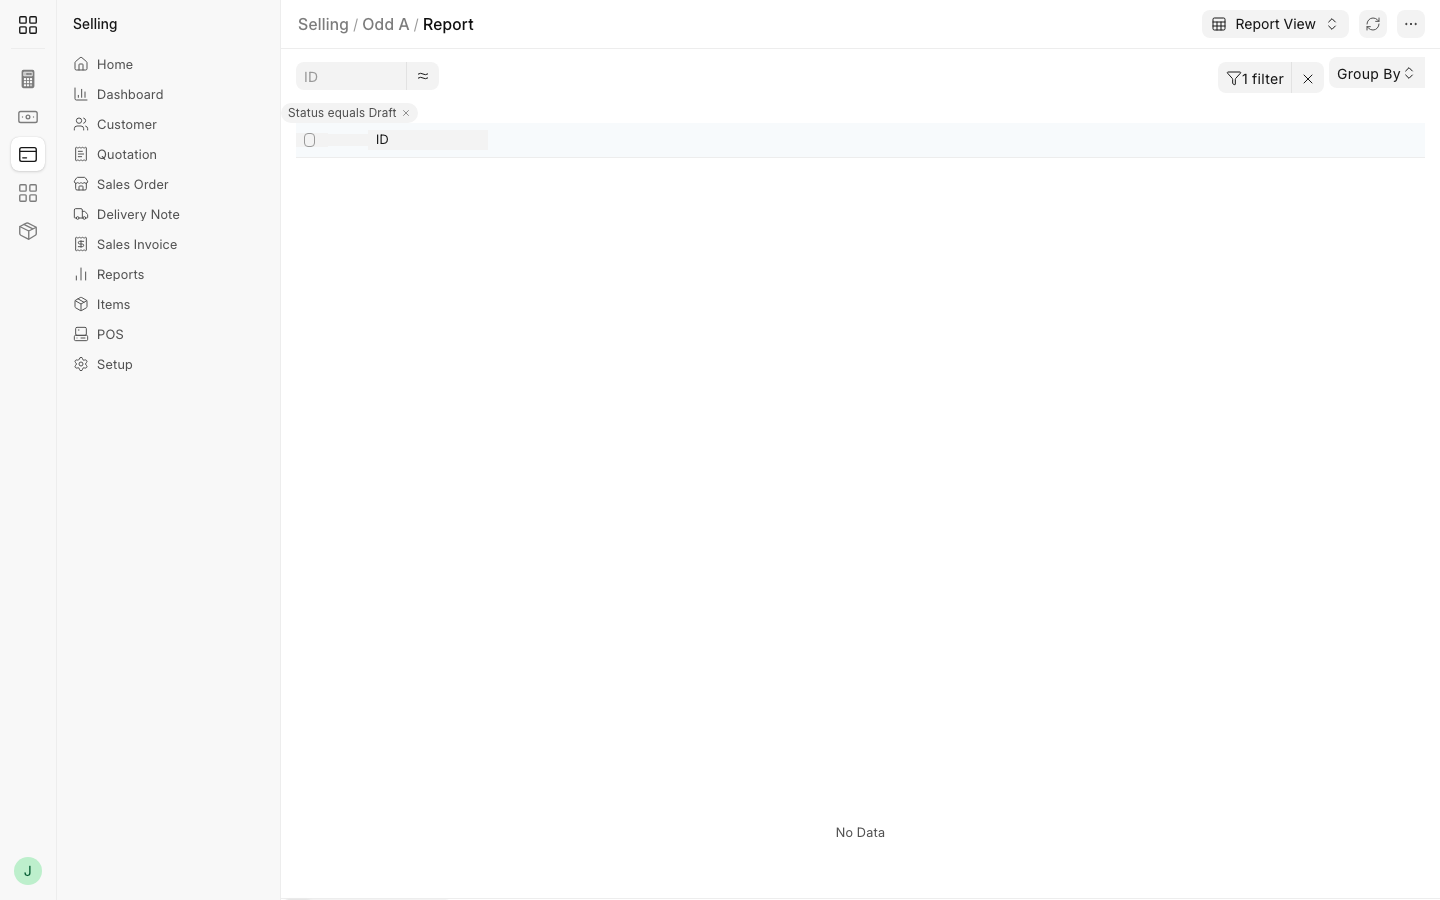 Selling
Home
Dashboard
Customer
Quotation
Sales Order
Delivery Note
Sales Invoice
Reports
Items
POS
Setup
J
Selling / Odd A / Report
Report View
ID
≈
1 filter
Group By
Status equals Draft ×
ID
No Data